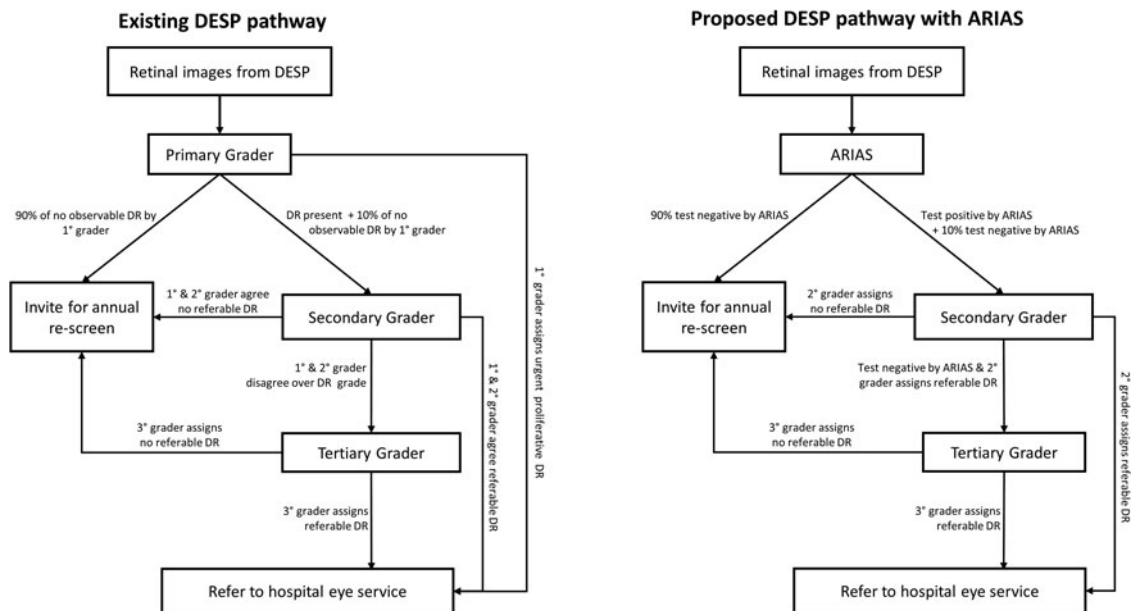 Existing DESP pathway
Retinal images from DESP
Primary Grader
90% of no observable DR by
1° grader
DR present + 10% of no
observable DR by 1° grader
1° grader assigns urgent proliferative DR
Invite for annual
re-screen
1° & 2° grader agree
no referable DR
Secondary Grader
1° & 2° grader
disagree over DR grade
1° & 2° grader agree referable DR
3° grader assigns
no referable DR
Tertiary Grader
3° grader assigns
referable DR
Refer to hospital eye service
Proposed DESP pathway with ARIAS
Retinal images from DESP
ARIAS
90% test negative by ARIAS
Test positive by ARIAS
+ 10% test negative by ARIAS
Invite for annual
re-screen
2° grader assigns
no referable DR
Secondary Grader
Test negative by ARIAS & 2°
grader assigns referable DR
2° grader assigns referable DR
3° grader assigns
no referable DR
Tertiary Grader
3° grader assigns
referable DR
Refer to hospital eye service